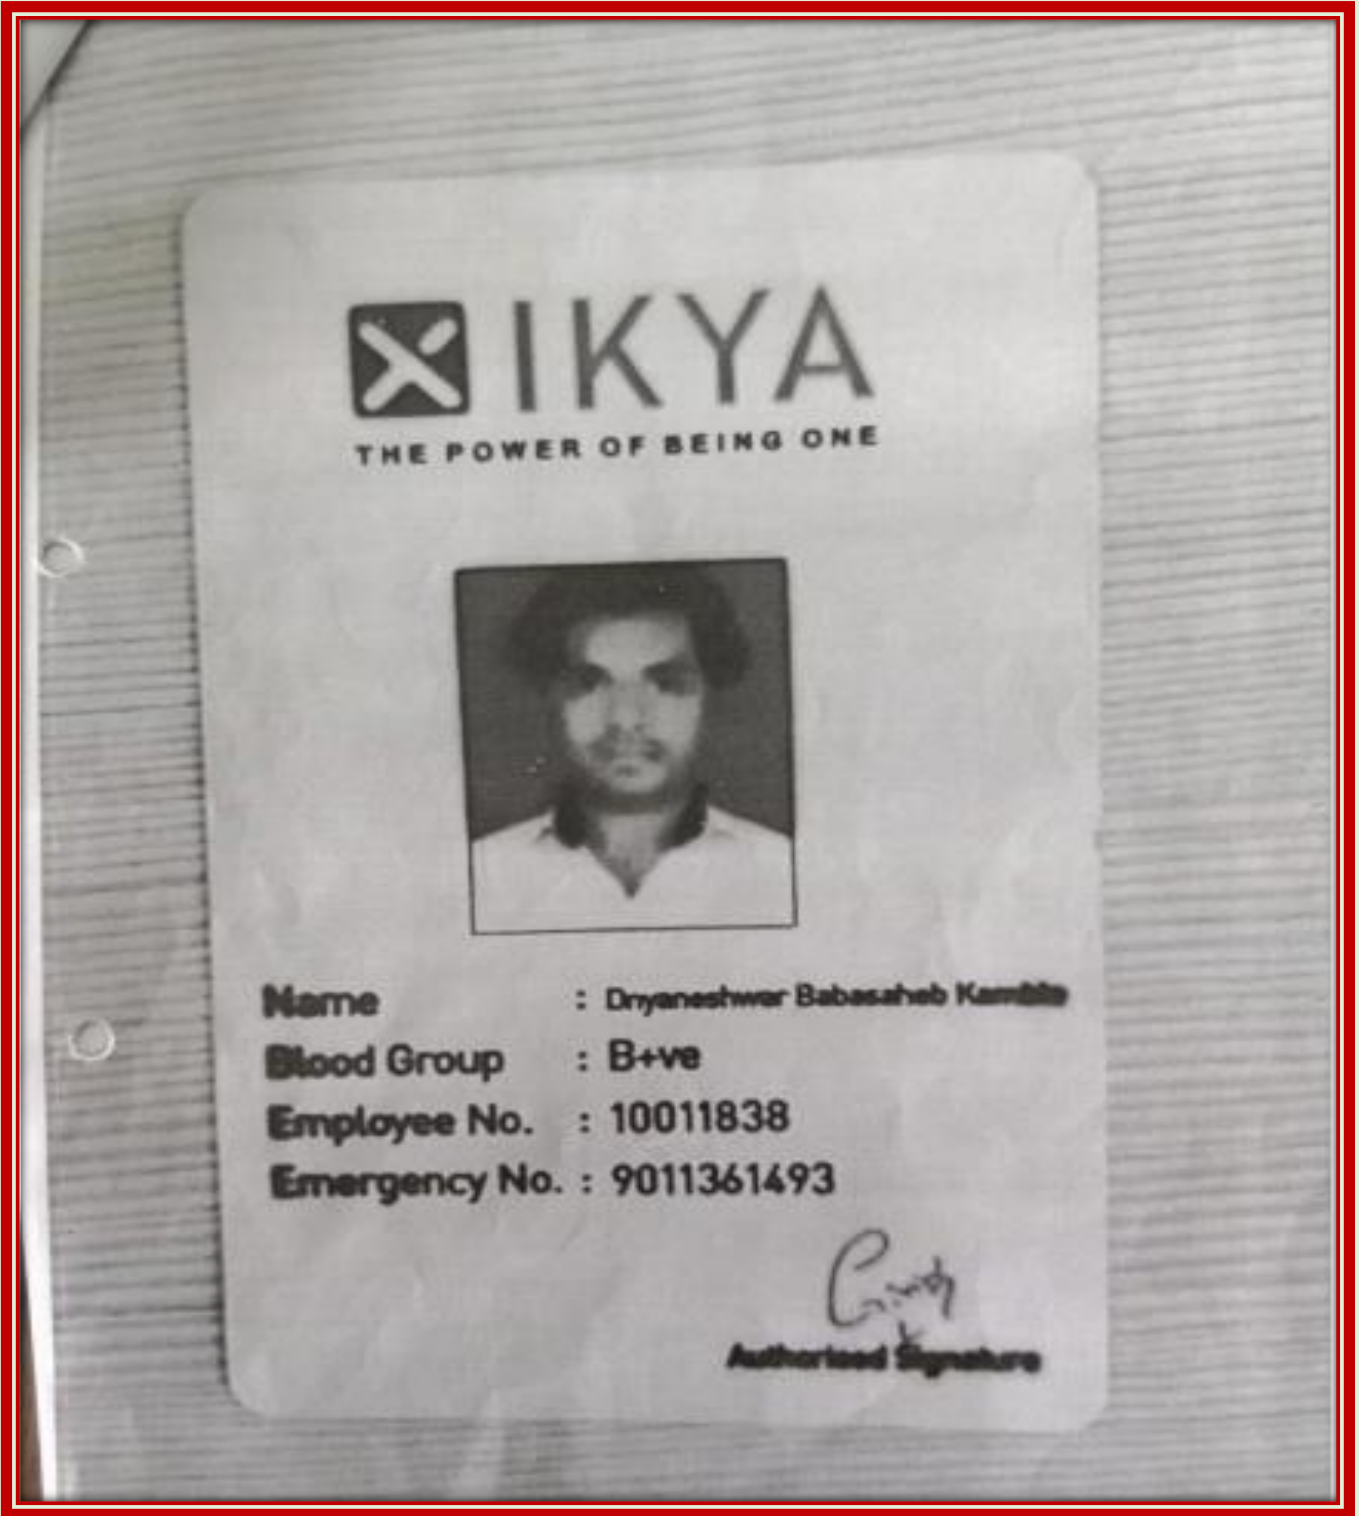 IKYA
THE POWER OF BEING ONE
Name : Dnyaneshwar Babasaheb Kamble
Blood Group : B+ve
Employee No. : 10011838
Emergency No. : 9011361493
Authorised Signature